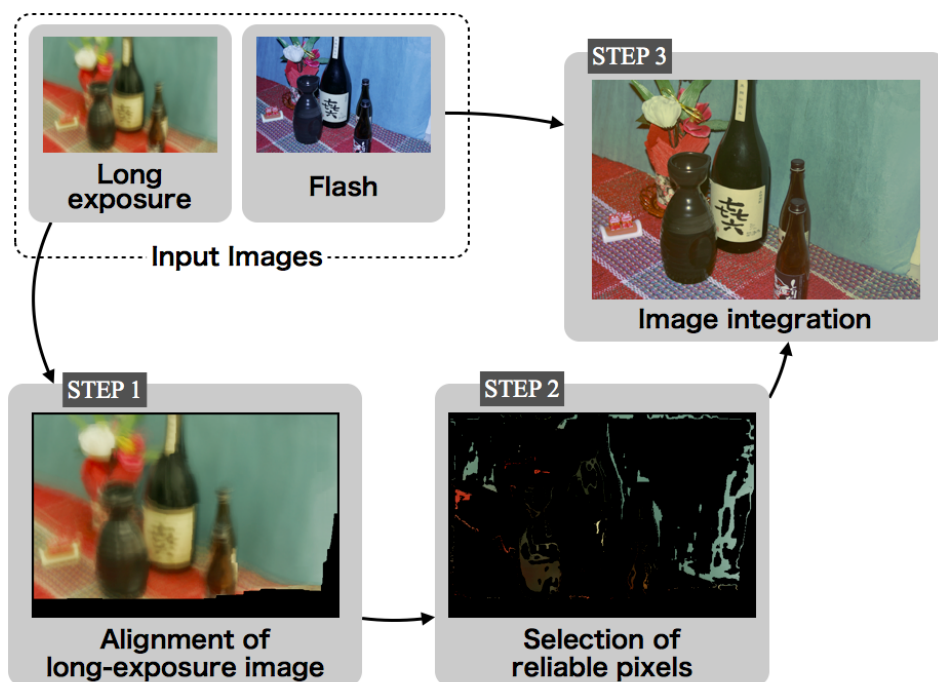 Long
exposure
Flash
Input Images
STEP 3
Image integration
STEP 1
Alignment of
long-exposure image
STEP 2
Selection of
reliable pixels